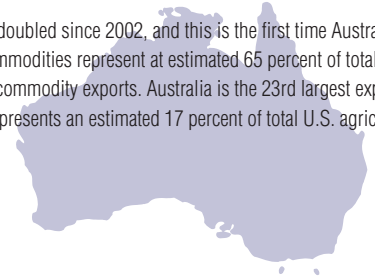 doubled since 2002, and this is the first time Austra
mmodities represent at estimated 65 percent of total
commodity exports. Australia is the 23rd largest exp
presents an estimated 17 percent of total U.S. agric